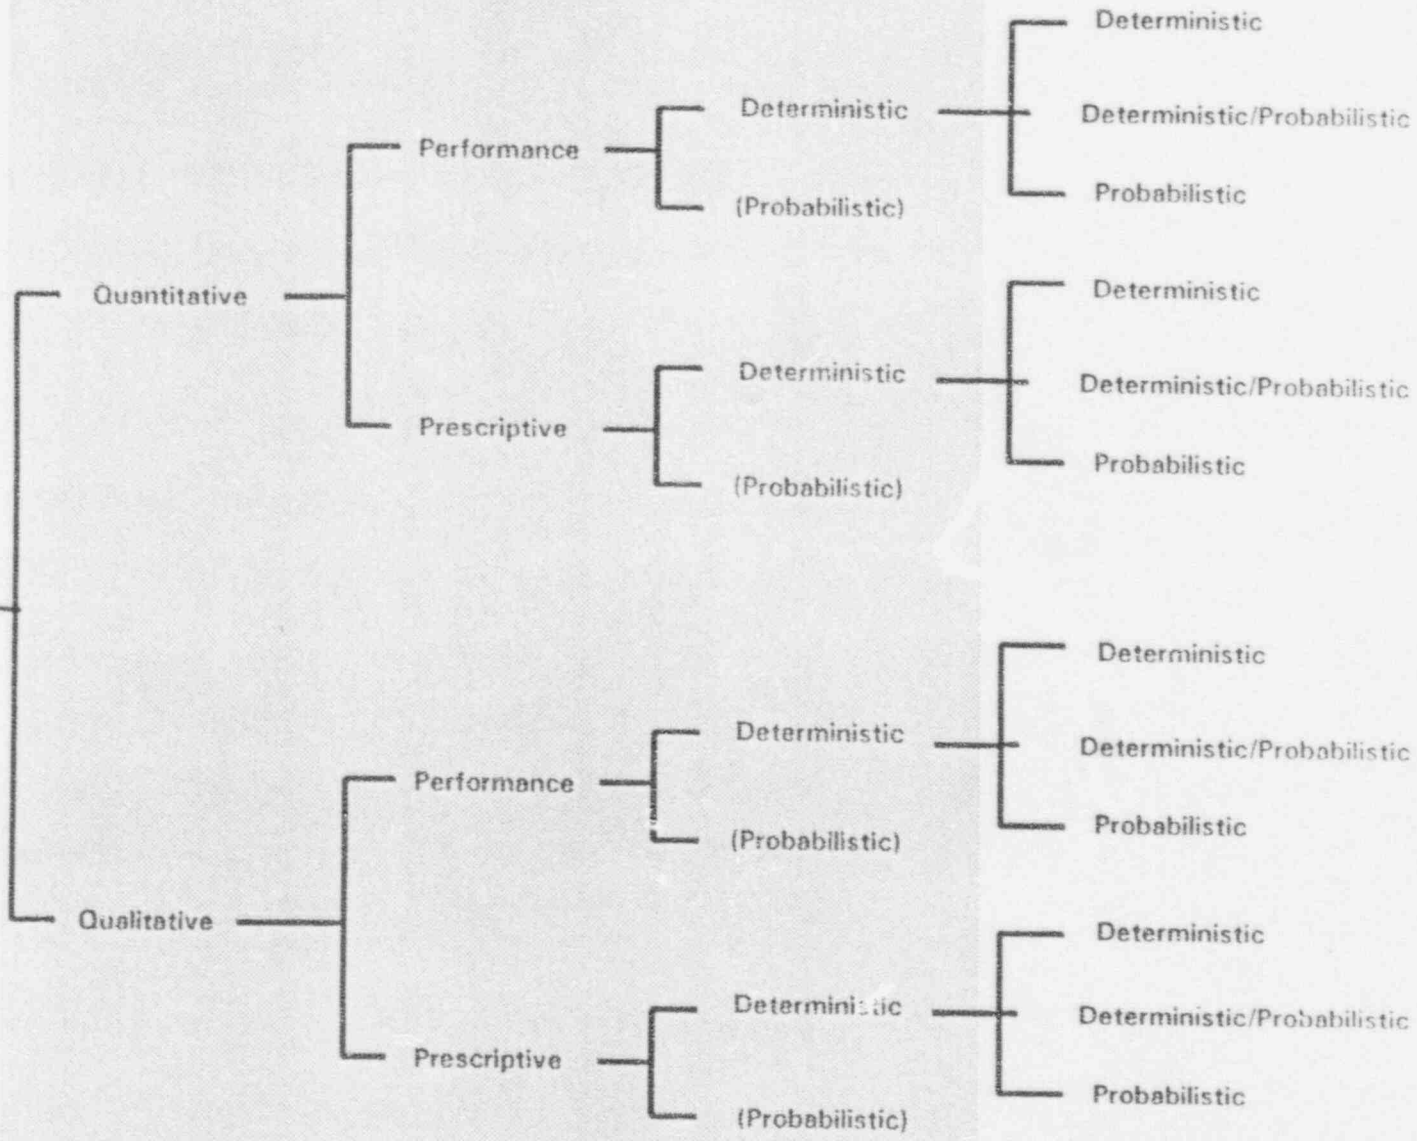 Deterministic
Deterministic
Deterministic/Probabilistic
Performance
(Probabilistic)
Probabilistic
Quantitative
Deterministic
Deterministic
Deterministic/Probabilistic
Prescriptive
Probabilistic
(Probabilistic)
Deterministic
Deterministic
Deterministic/Probabilistic
Performance
Probabilistic
(Probabilistic)
Qualitative
Deterministic
Deterministic
Deterministic/Probabilistic
Prescriptive
Probabilistic
(Probabilistic)